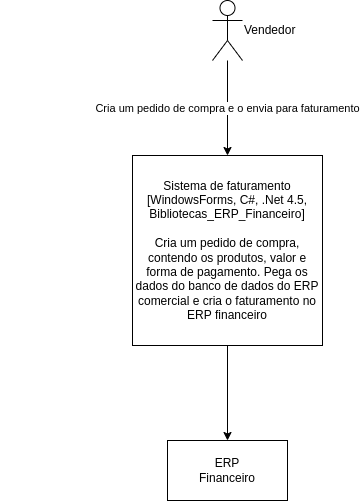 Vendedor
Cria um pedido de compra e o envia para faturamento
Sistema de faturamento
[WindowsForms, C#, .Net 4.5,
Bibliotecas_ERP_Financeiro]
Cria um pedido de compra,
contendo os produtos, valor e
forma de pagamento. Pega os
dados do banco de dados do ERP
comercial e cria o faturamento no
ERP financeiro
ERP
Financeiro